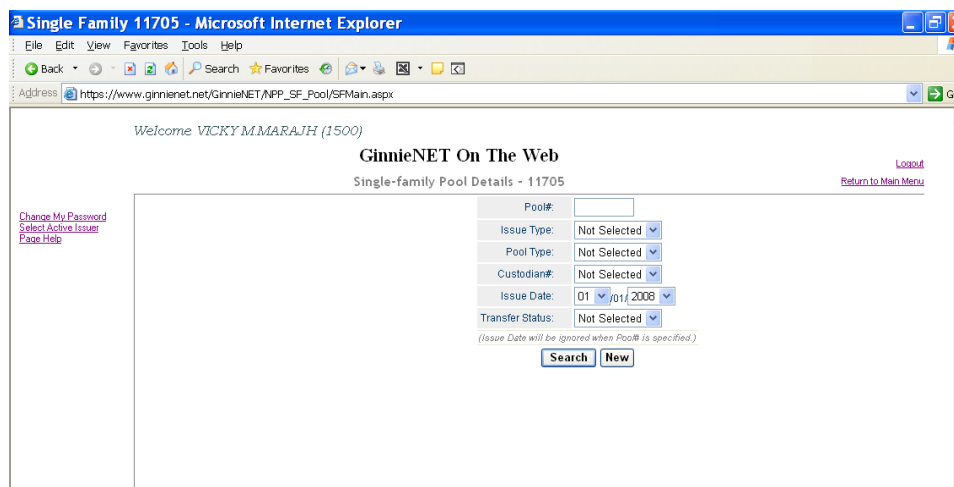 Single Family 11705 - Microsoft Internet Explorer
File Edit View Favorites Tools Help
Back Search Favorites
Address https://www.ginnienet.net/GinnieNET/NPP_SF_Pool/SFMain.aspx G
Welcome VICKY M.MARAJH (1500)
GinnieNET On The Web
Logout
Single-family Pool Details - 11705
Return to Main Menu
Change My Password
Select Active Issuer
Page Help
Pool#:
Issue Type: Not Selected
Pool Type: Not Selected
Custodian#: Not Selected
Issue Date: 01 /01/ 2008
Transfer Status: Not Selected
(Issue Date will be ignored when Pool# is specified.)
Search New